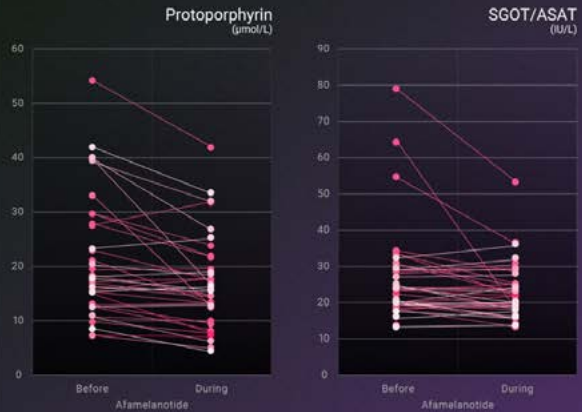 Protoporphyrin
(μmol/L)
60
50
40
30
20
10
0
Before
During
Afamelanotide
SGOT/ASAT
(IU/L)
90
80
70
60
50
40
30
20
10
0
Before
During
Afamelanotide